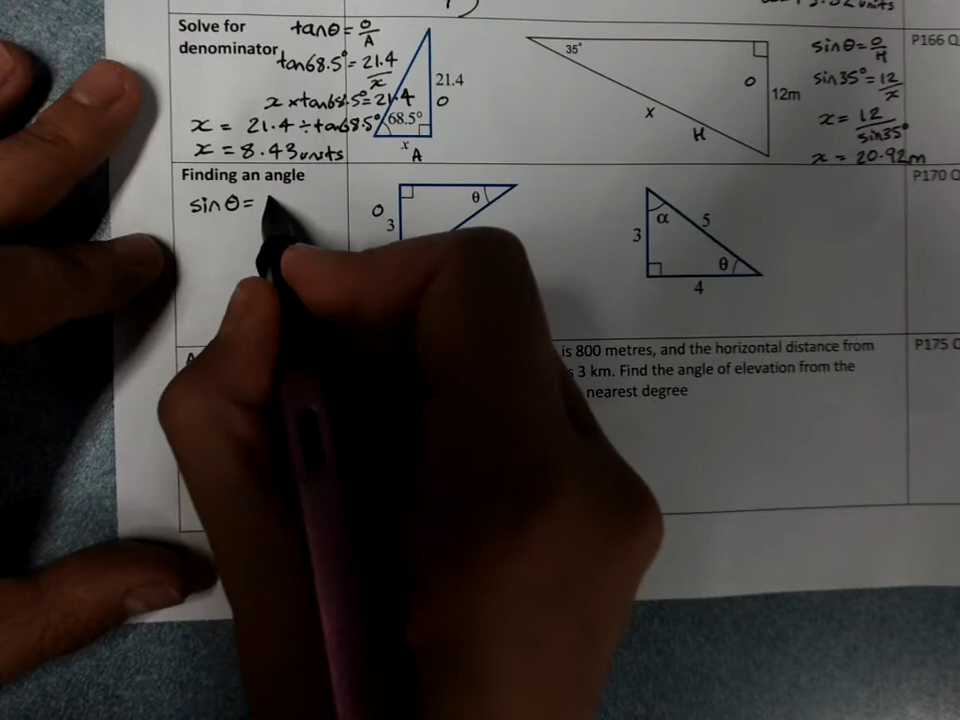 Solve for
denominator
tanθ = O/A
tan68.5° = 21.4/x
x × tan68.5° = 21.4
x = 21.4 ÷ tan68.5°
x = 8.43units
21.4
O
68.5°
x
A
35°
O
12m
x
H
sinθ = O/H
sin35° = 12/x
x = 12/sin35°
x = 20.92m
P166 Q
Finding an angle
sinθ =
O
3
θ
α
5
3
θ
4
P170 Q
is 800 metres, and the horizontal distance from
3 km. Find the angle of elevation from the
nearest degree
P175 Q